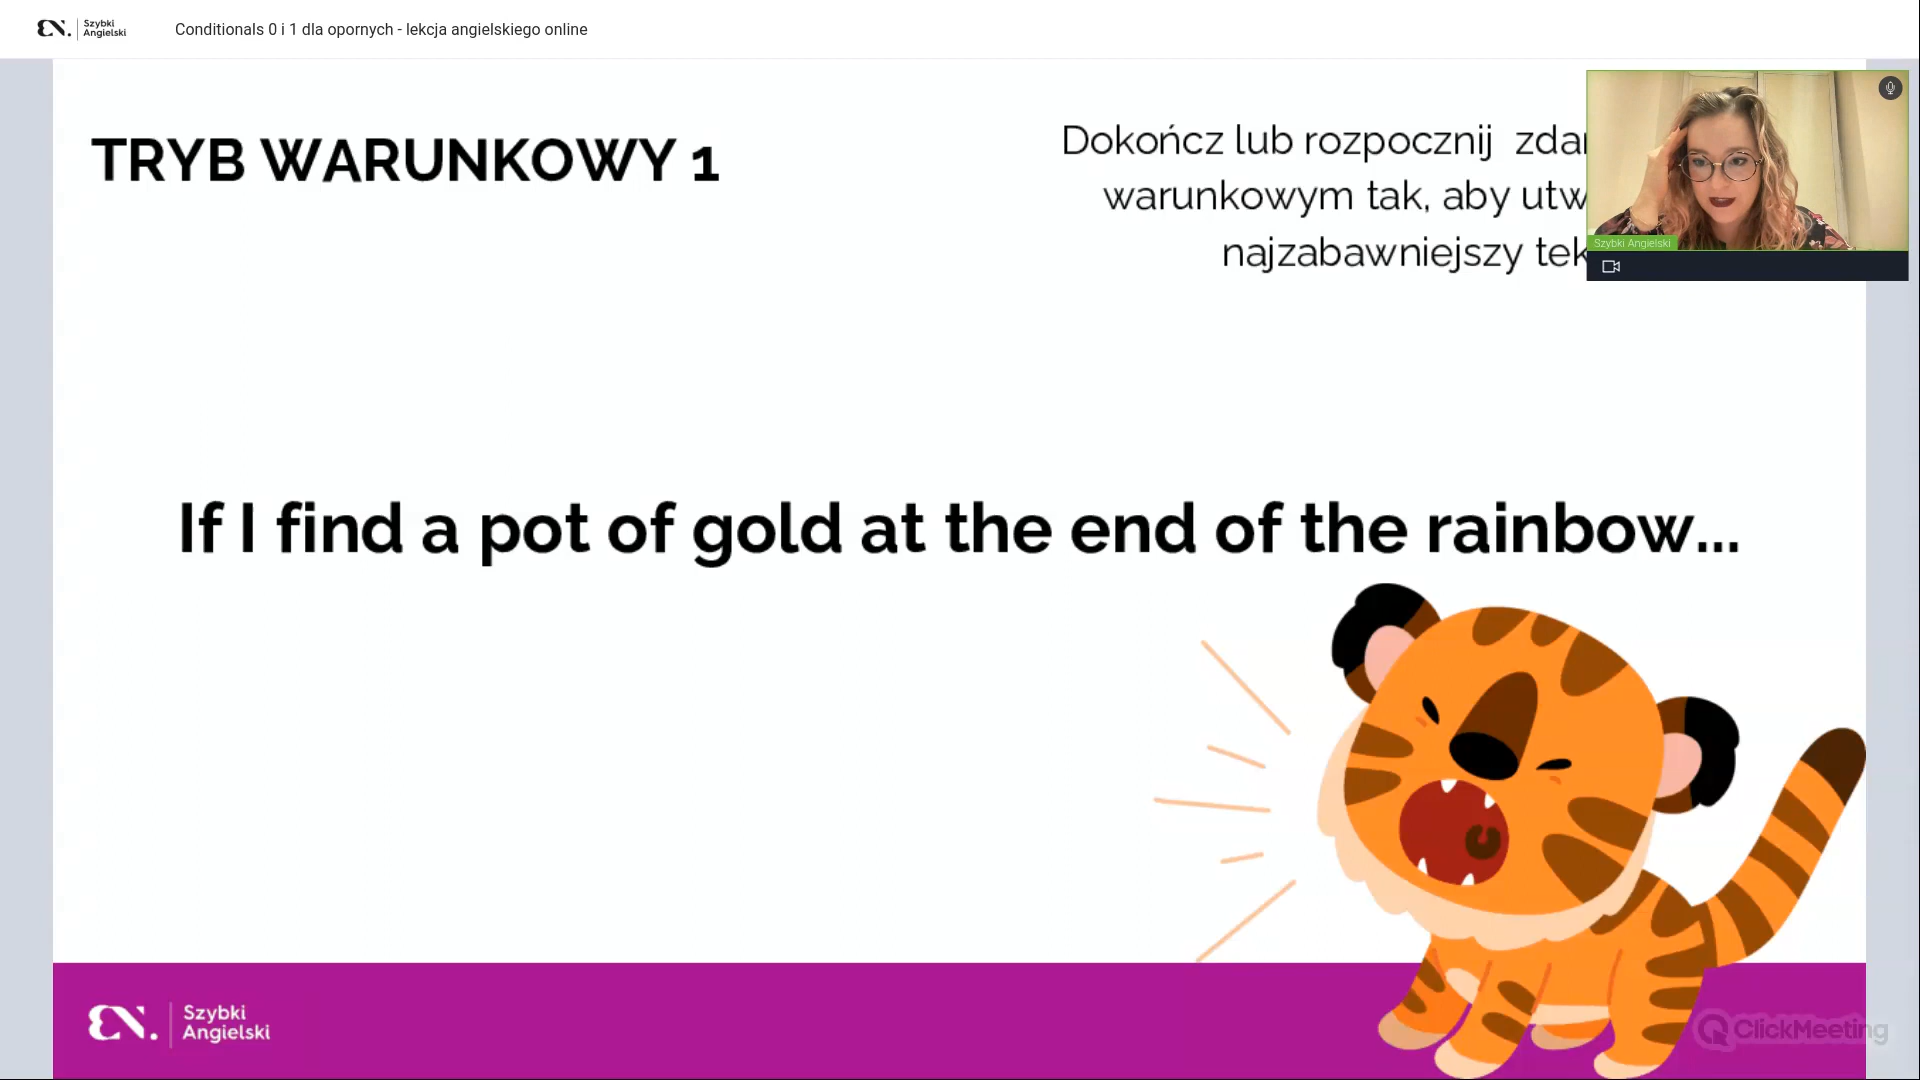 Szybki
Angielski
Conditionals 0 i 1 dla opornych - lekcja angielskiego online
TRYB WARUNKOWY 1
Dokończ lub rozpocznij
warunkowym tak, aby
najzabawniejszy
Szybki Angielski
If I find a pot of gold at the end of the rainbow...
Szybki
Angielski
ClickMeeting